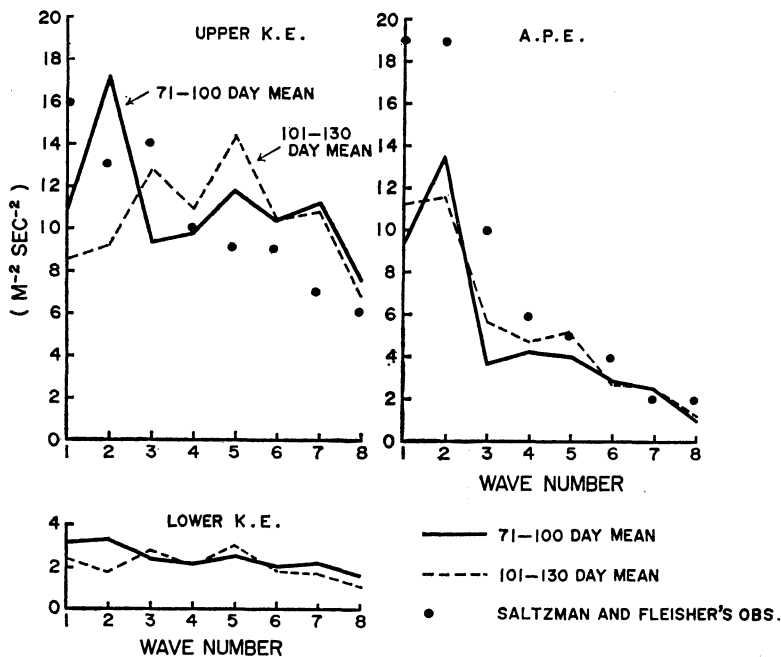 UPPER K.E.
20
18
16
14
12
10
8
6
4
2
0
(M⁻² SEC⁻²)
71–100 DAY MEAN
101–130
DAY MEAN
1 2 3 4 5 6 7 8
A.P.E.
20
18
16
14
12
10
8
6
4
2
0
1 2 3 4 5 6 7 8
WAVE NUMBER
LOWER K.E.
4
2
0
1 2 3 4 5 6 7 8
WAVE NUMBER
71–100 DAY MEAN
101–130 DAY MEAN
SALTZMAN AND FLEISHER'S OBS.